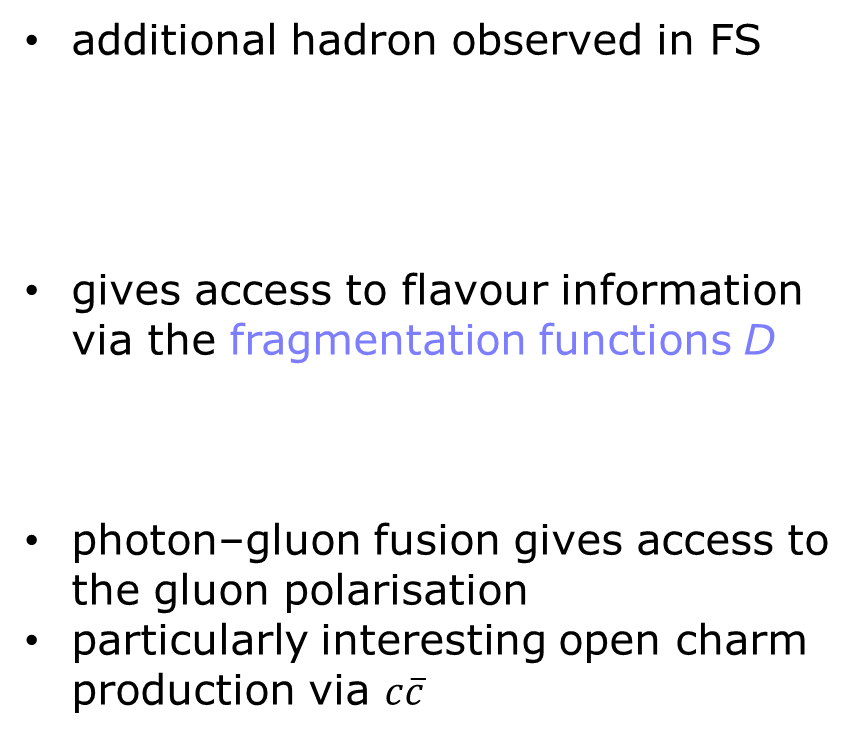 • additional hadron observed in FS
• gives access to flavour information
via the fragmentation functions D
• photon–gluon fusion gives access to
the gluon polarisation
• particularly interesting open charm
production via cc̄